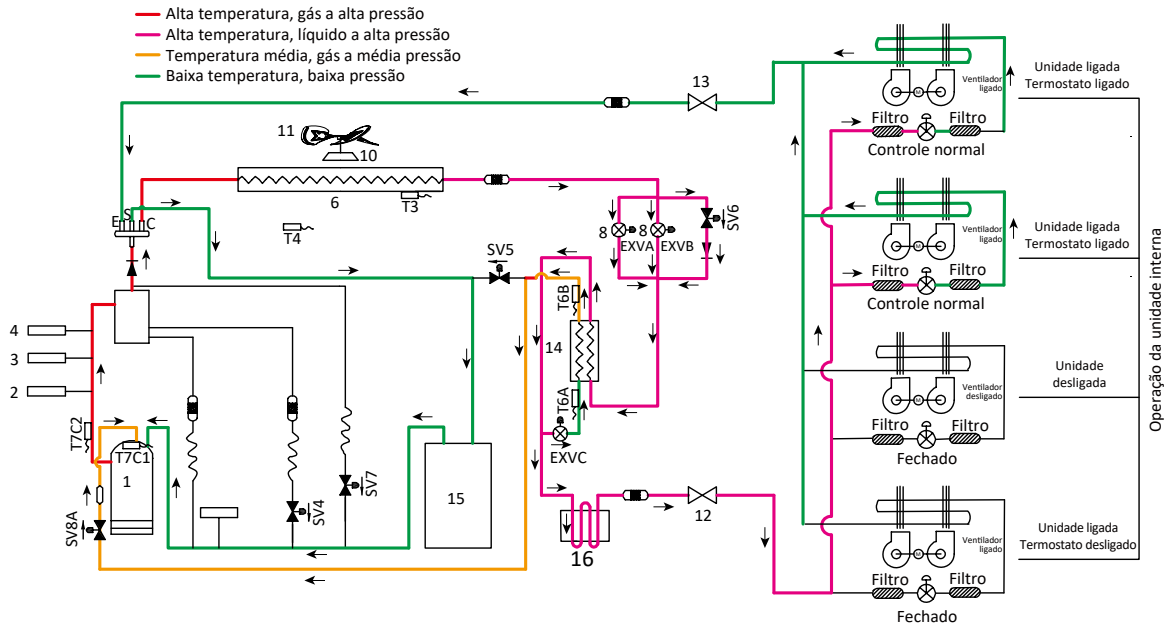 Alta temperatura, gás a alta pressão
Alta temperatura, líquido a alta pressão
Temperatura média, gás a média pressão
Baixa temperatura, baixa pressão
13
11
10
6
T3
T4
E
S
C
8
8
EXVA
EXVB
SV6
SV5
T6B
14
T6A
EXVC
4
3
2
T7C2
T7C1
1
SV8A
SV4
SV7
15
16
12
Ventilador
ligado
M
Filtro
Filtro
Controle normal
Unidade ligada
Termostato ligado
Ventilador
ligado
M
Filtro
Filtro
Controle normal
Unidade ligada
Termostato ligado
Ventilador
desligado
M
Filtro
Filtro
Fechado
Unidade
desligada
Ventilador
ligado
M
Filtro
Filtro
Fechado
Unidade ligada
Termostato desligado
Operação da unidade interna